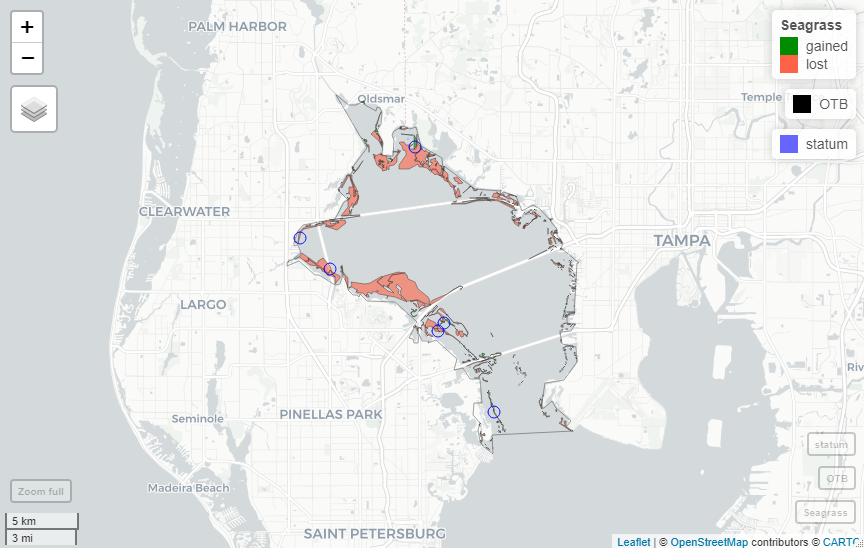 +
−
PALM HARBOR
Seagrass
gained
lost
Oldsmar
Temple
OTB
statum
CLEARWATER
TAMPA
LARGO
Riv
Seminole
PINELLAS PARK
statum
OTB
Zoom full
Madeira Beach
Seagrass
5 km
3 mi
SAINT PETERSBURG
Leaflet | © OpenStreetMap contributors © CARTO